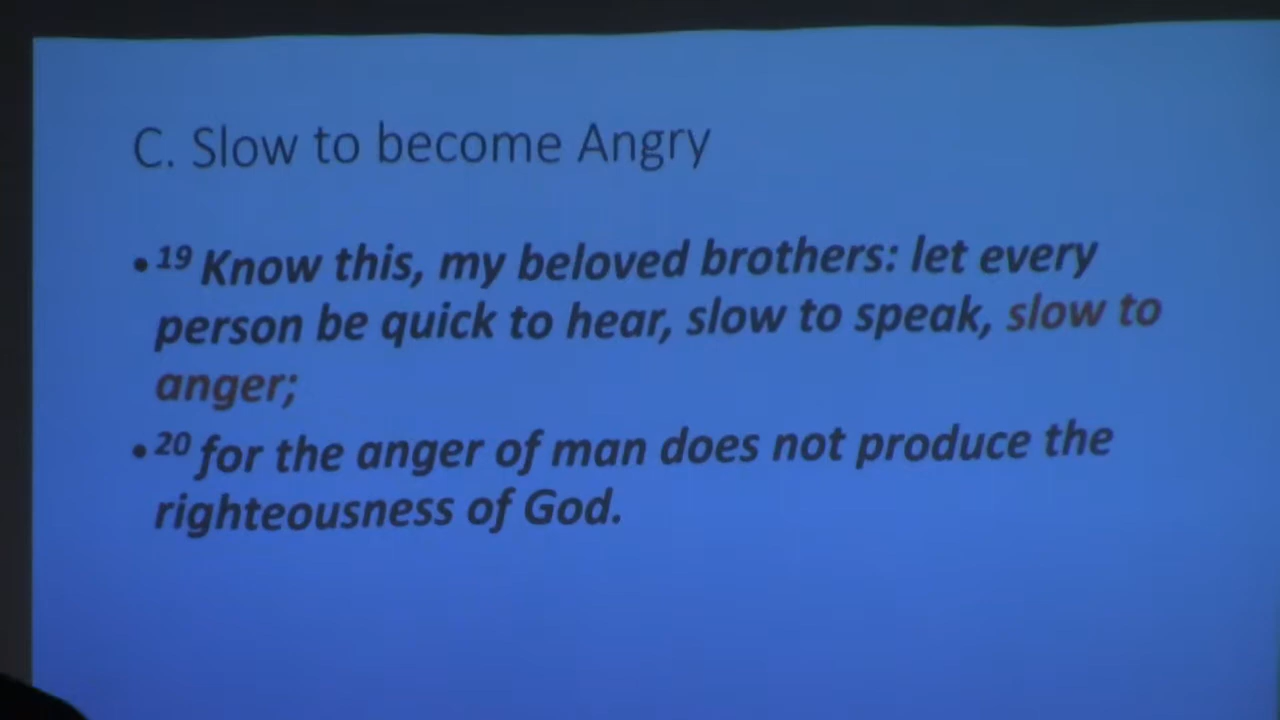 C. Slow to become Angry
• 19 Know this, my beloved brothers: let every
person be quick to hear, slow to speak, slow to
anger;
• 20 for the anger of man does not produce the
righteousness of God.